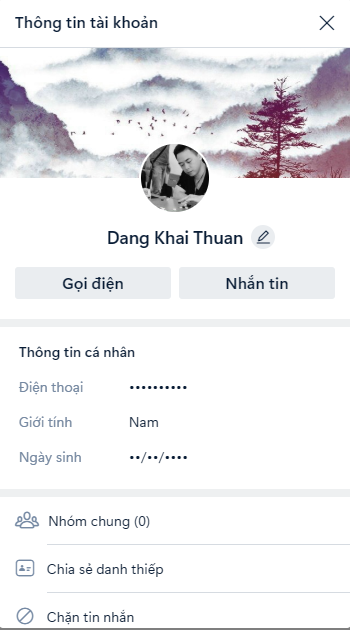 Thông tin tài khoản
Dang Khai Thuan
Gọi điện Nhắn tin
Thông tin cá nhân
Điện thoại ••••••••••
Giới tính Nam
Ngày sinh ••/••/••••
Nhóm chung (0)
Chia sẻ danh thiếp
Chặn tin nhắn